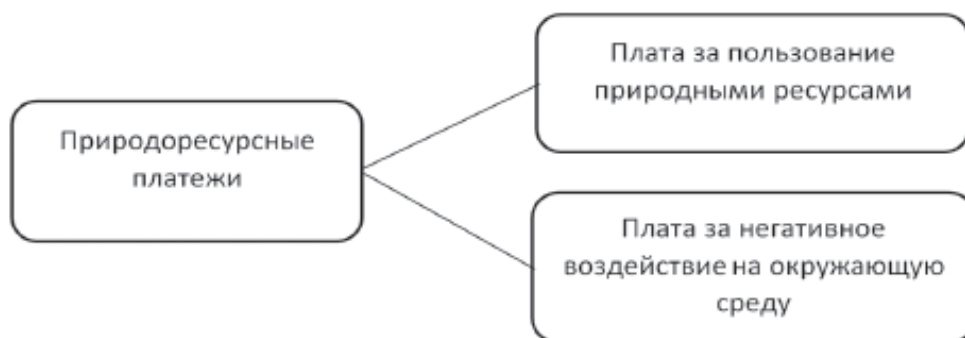 Природоресурсные
платежи
Плата за пользование
природными ресурсами
Плата за негативное
воздействие на окружающую
среду